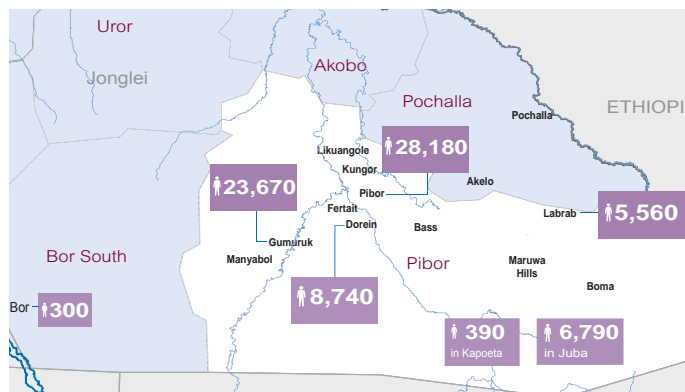 Uror
Jonglei
Akobo
Pochalla
Pochalla
ETHIOPI
Likuangole
28,180
Kungor
23,670
Pibor
Akelo
Fertait
Labrab
5,560
Dorein
Bass
Gumuruk
Bor South
Manyabol
Pibor
Maruwa
Hills
8,740
Boma
Bor
300
390
in Kapoeta
6,790
in Juba